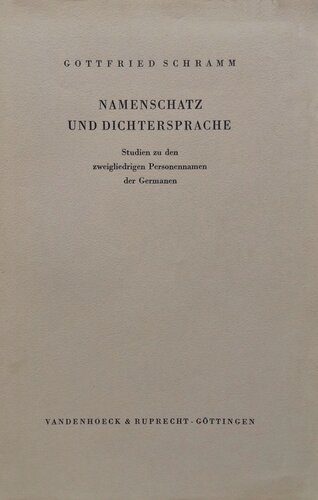 GOTTFRIED SCHRAMM
NAMENSCHATZ
UND DICHTERSPRACHE
Studien zu den
zweigliedrigen Personennamen
der Germanen
VANDENHOECK & RUPRECHT · GÖTTINGEN